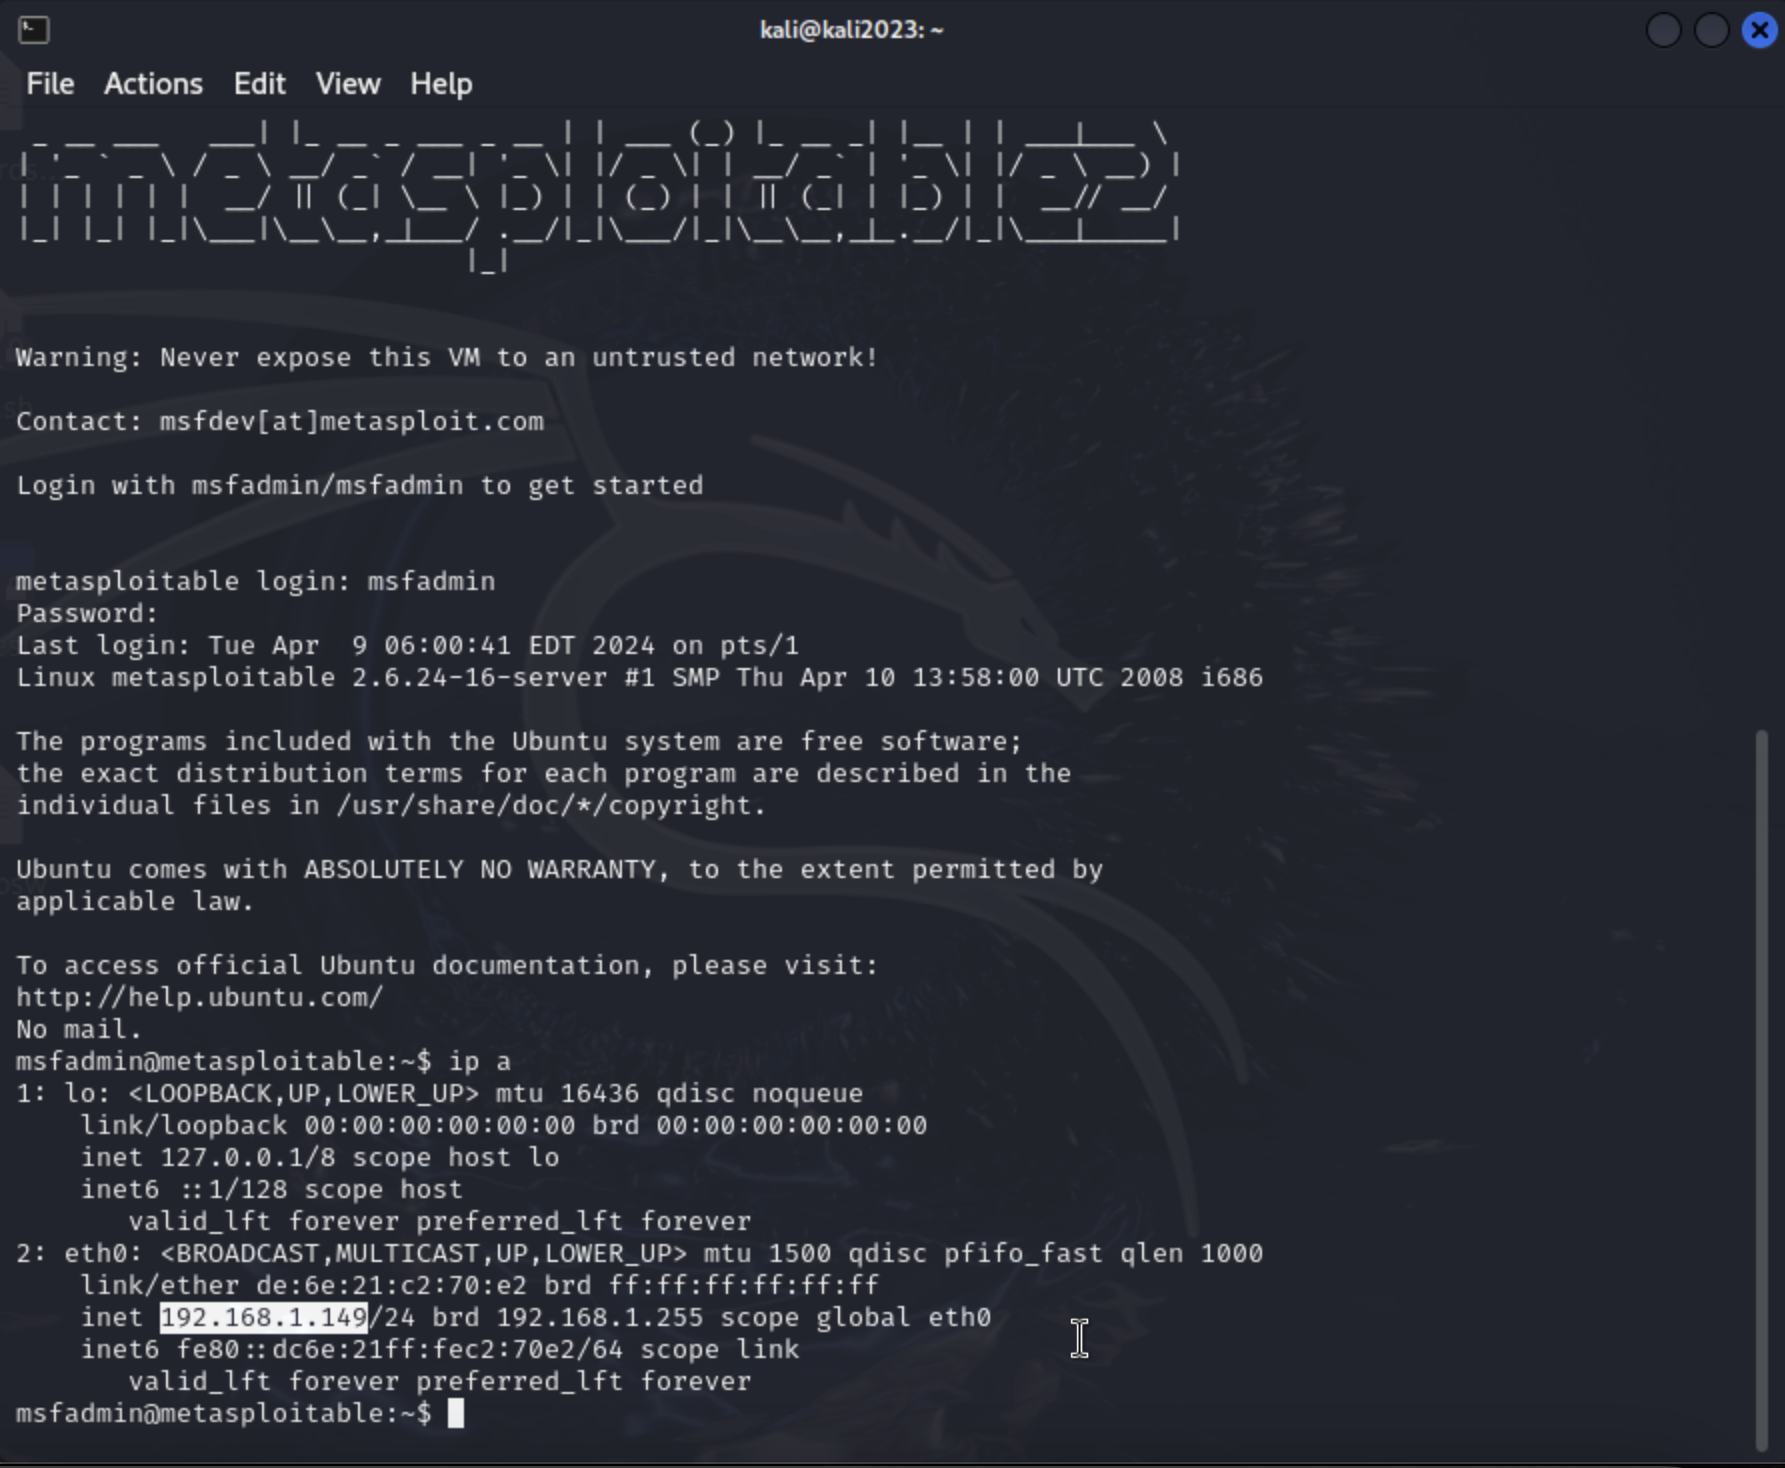 kali@kali2023: ~
File Actions Edit View Help
metasploitable2
Warning: Never expose this VM to an untrusted network!
Contact: msfdev[at]metasploit.com
Login with msfadmin/msfadmin to get started
metasploitable login: msfadmin
Password:
Last login: Tue Apr  9 06:00:41 EDT 2024 on pts/1
Linux metasploitable 2.6.24-16-server #1 SMP Thu Apr 10 13:58:00 UTC 2008 i686
The programs included with the Ubuntu system are free software;
the exact distribution terms for each program are described in the
individual files in /usr/share/doc/*/copyright.
Ubuntu comes with ABSOLUTELY NO WARRANTY, to the extent permitted by
applicable law.
To access official Ubuntu documentation, please visit:
http://help.ubuntu.com/
No mail.
msfadmin@metasploitable:~$ ip a
1: lo: <LOOPBACK,UP,LOWER_UP> mtu 16436 qdisc noqueue
    link/loopback 00:00:00:00:00:00 brd 00:00:00:00:00:00
    inet 127.0.0.1/8 scope host lo
    inet6 ::1/128 scope host
       valid_lft forever preferred_lft forever
2: eth0: <BROADCAST,MULTICAST,UP,LOWER_UP> mtu 1500 qdisc pfifo_fast qlen 1000
    link/ether de:6e:21:c2:70:e2 brd ff:ff:ff:ff:ff:ff
    inet 192.168.1.149/24 brd 192.168.1.255 scope global eth0
    inet6 fe80::dc6e:21ff:fec2:70e2/64 scope link
       valid_lft forever preferred_lft forever
msfadmin@metasploitable:~$